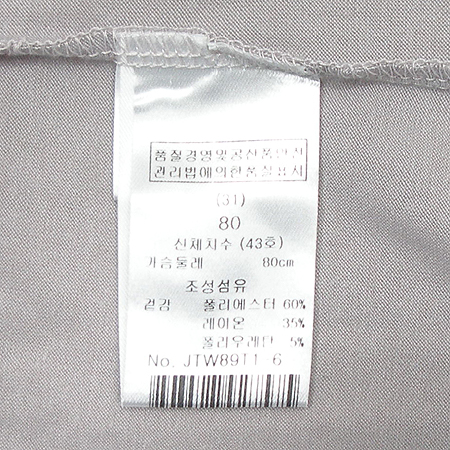 품질경영및공산품안전
관리법에의한품질표시
(31)
80
신체치수 (43호)
가슴둘레 80cm
조성섬유
겉감 폴리에스터 60%
레이온 35%
폴리우레탄 5%
No. JTW8911 6